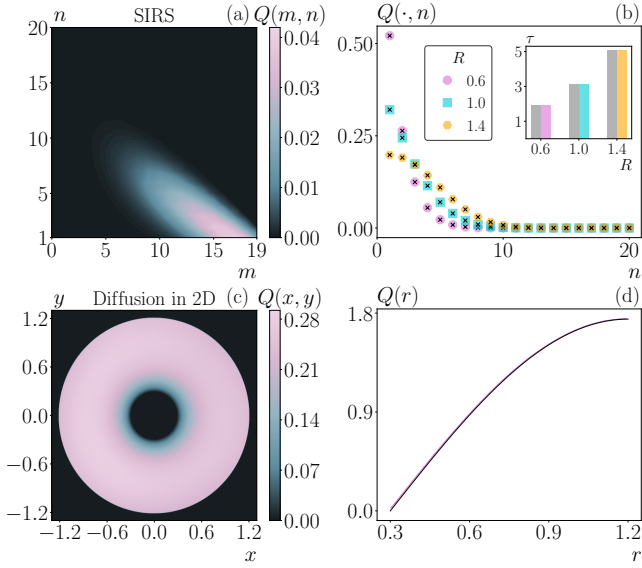 n SIRS (a) Q(m, n)
20
15
10
5
1
0 5 10 15 19
m
0.04
0.03
0.02
0.01
0.00
Q(·, n) (b)
0.50
0.25
0.00
0 10 20
n
R
0.6
1.0
1.4
τ
5
3
1
0.6 1.0 1.4
R
y Diffusion in 2D (c) Q(x, y)
1.2
0.6
0.0
−0.6
−1.2
−1.2 −0.6 0.0 0.6 1.2
x
0.28
0.21
0.14
0.07
0.00
Q(r) (d)
1.8
0.9
0.0
0.3 0.6 0.9 1.2
r